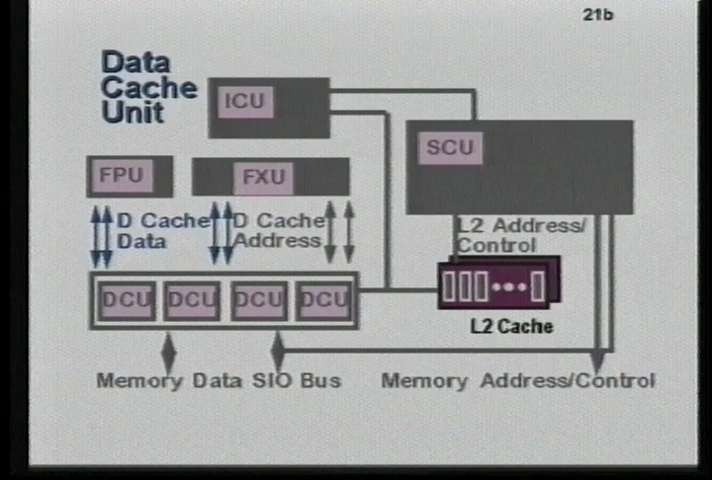 21b
Data
Cache
Unit
ICU
SCU
FPU
FXU
D Cache
Data
D Cache
Address
L2 Address/
Control
DCU
DCU
DCU
DCU
L2 Cache
Memory Data SIO Bus
Memory Address/Control